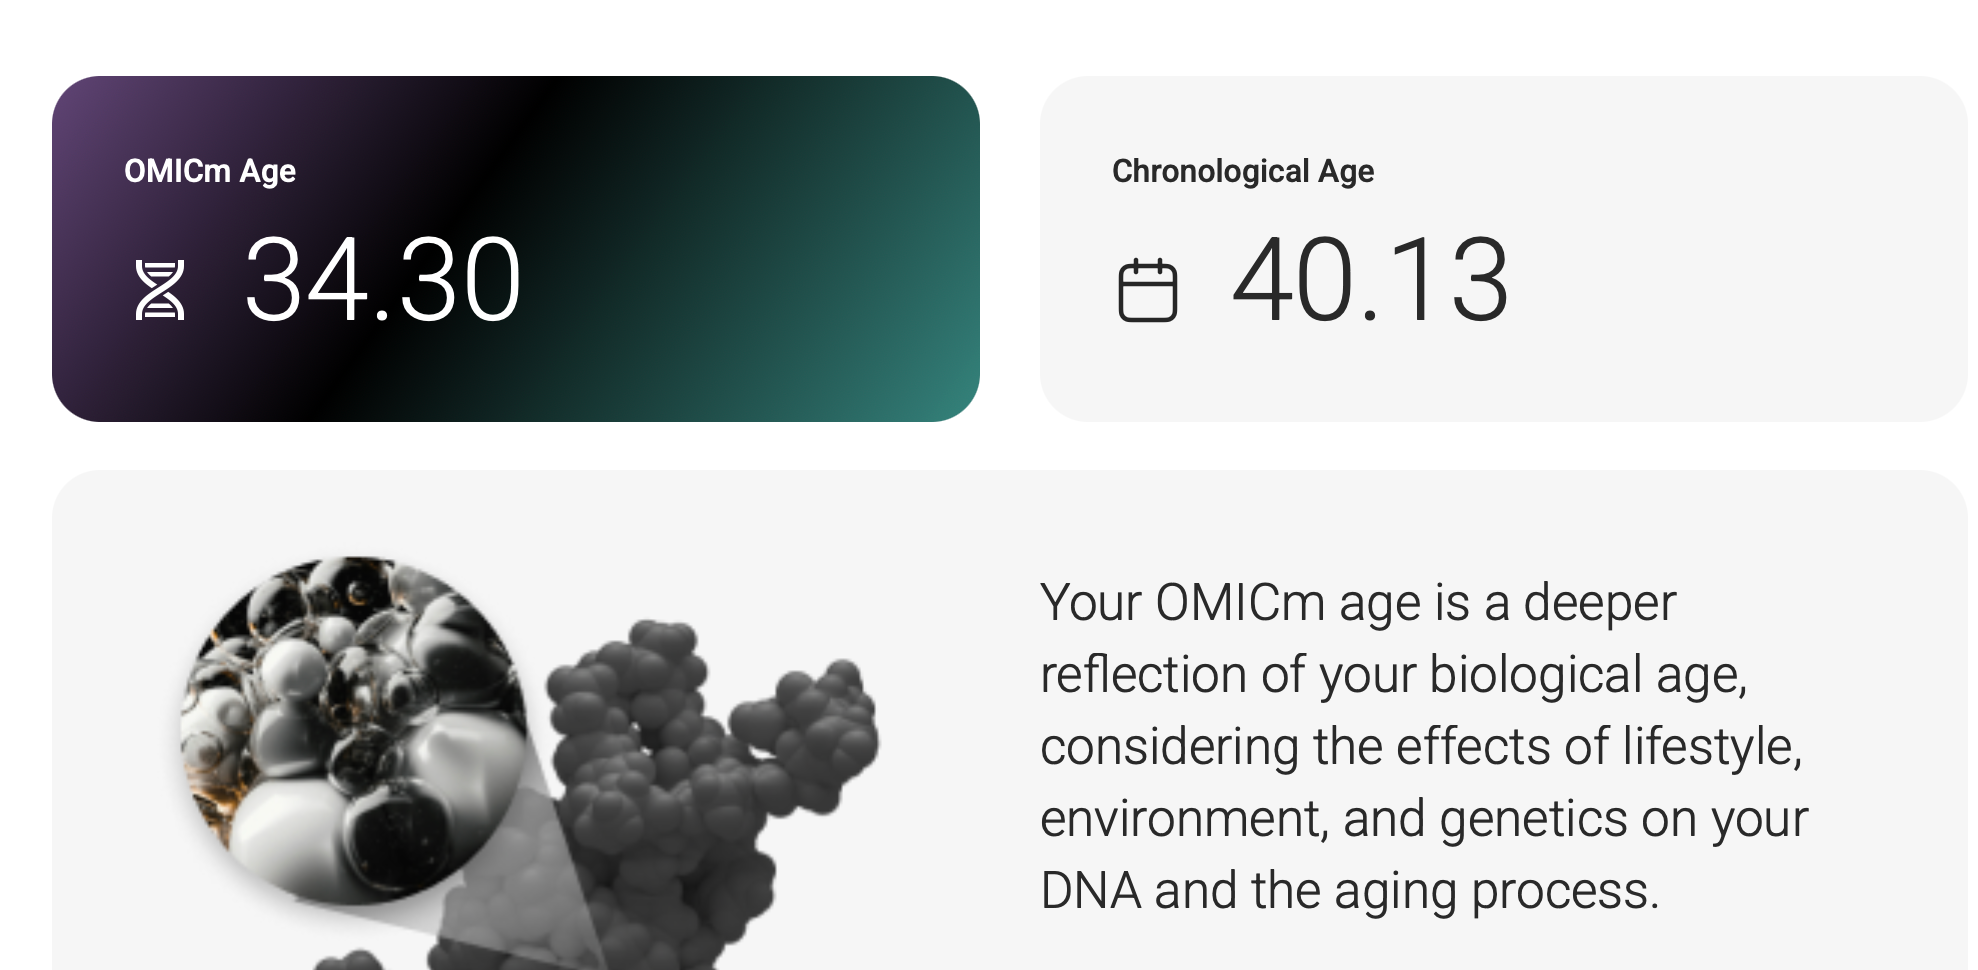 OMICm Age
34.30
Chronological Age
40.13
Your OMICm age is a deeper
reflection of your biological age,
considering the effects of lifestyle,
environment, and genetics on your
DNA and the aging process.